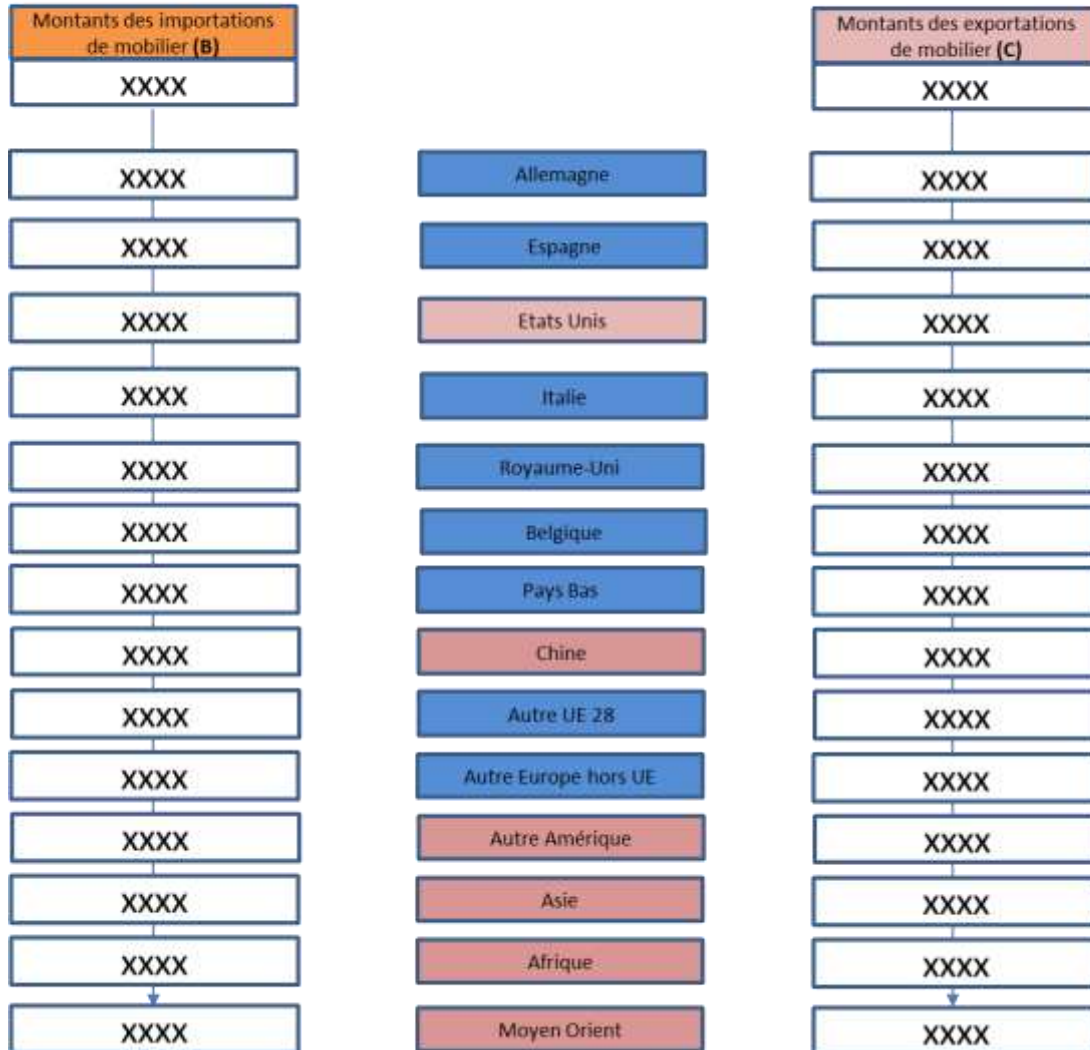 Montants des importations
de mobilier (B)
Montants des exportations
de mobilier (C)
XXXX
XXXX
XXXX
Allemagne
XXXX
XXXX
Espagne
XXXX
XXXX
Etats Unis
XXXX
XXXX
Italie
XXXX
XXXX
Royaume-Uni
XXXX
XXXX
Belgique
XXXX
XXXX
Pays Bas
XXXX
XXXX
Chine
XXXX
XXXX
Autre UE 28
XXXX
XXXX
Autre Europe hors UE
XXXX
XXXX
Autre Amérique
XXXX
XXXX
Asie
XXXX
XXXX
Afrique
XXXX
XXXX
Moyen Orient
XXXX